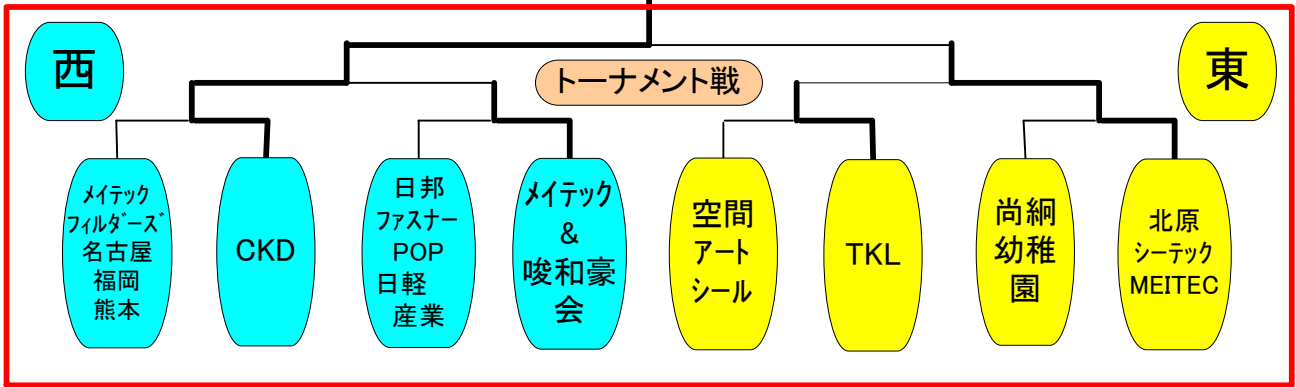 西
トーナメント戦
東
メイテック
フィルダーズ
名古屋
福岡
熊本
CKD
日邦
ファスナー
POP
日軽
産業
メイテック
&
唆和豪
会
空間
アート
シール
TKL
尚絅
幼稚
園
北原
シーテック
MEITEC